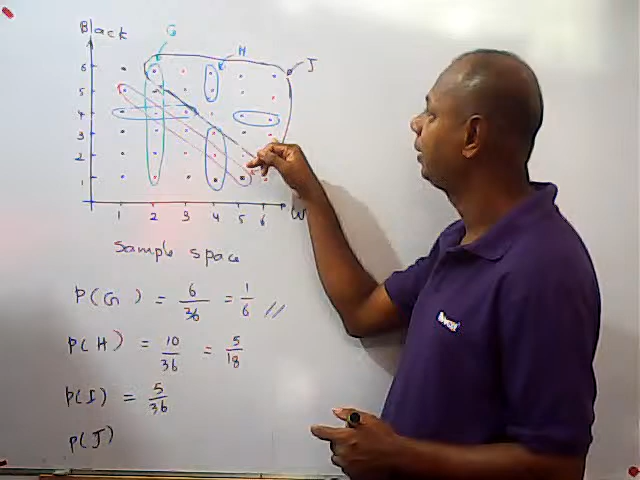 Black
G
H
J
6
5
4
3
2
1
1 2 3 4 5 6 W
Sample space
P(G) = 6/36 = 1/6 //
P(H) = 10/36 = 5/18
P(I) = 5/36
P(J)